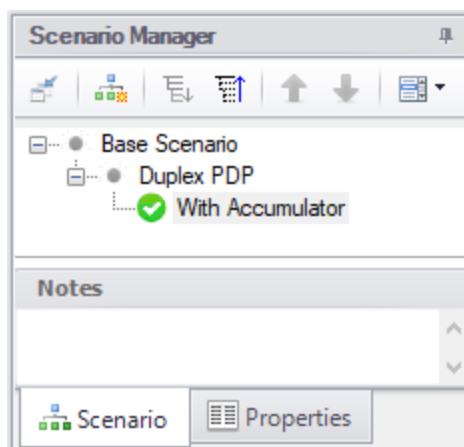 Scenario Manager
Base Scenario
Duplex PDP
With Accumulator
Notes
Scenario
Properties